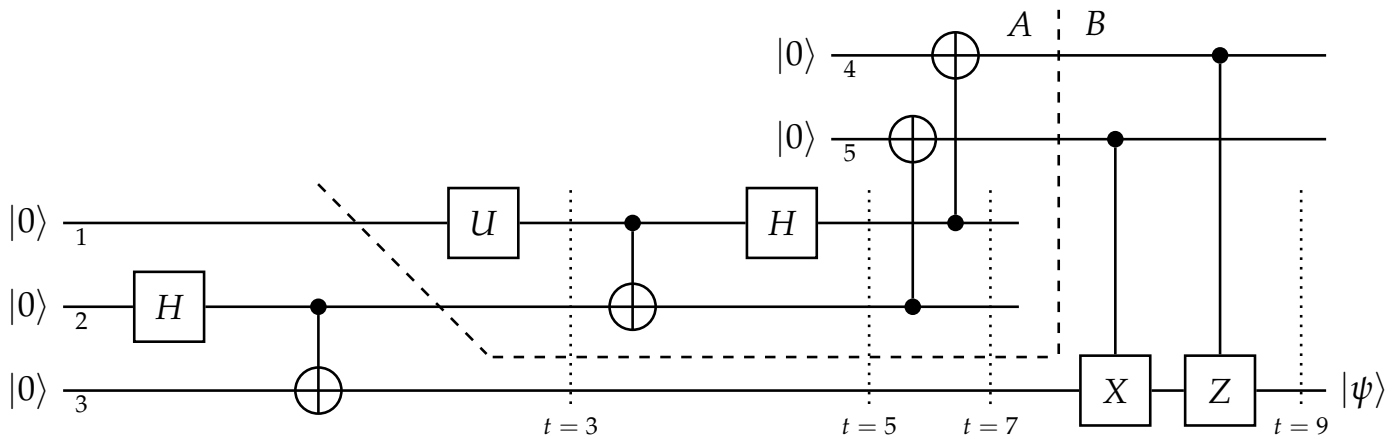 A B
|0⟩ 4
|0⟩ 5
|0⟩ 1 U H
|0⟩ 2 H
|0⟩ 3 X Z |ψ⟩
t = 3 t = 5 t = 7 t = 9